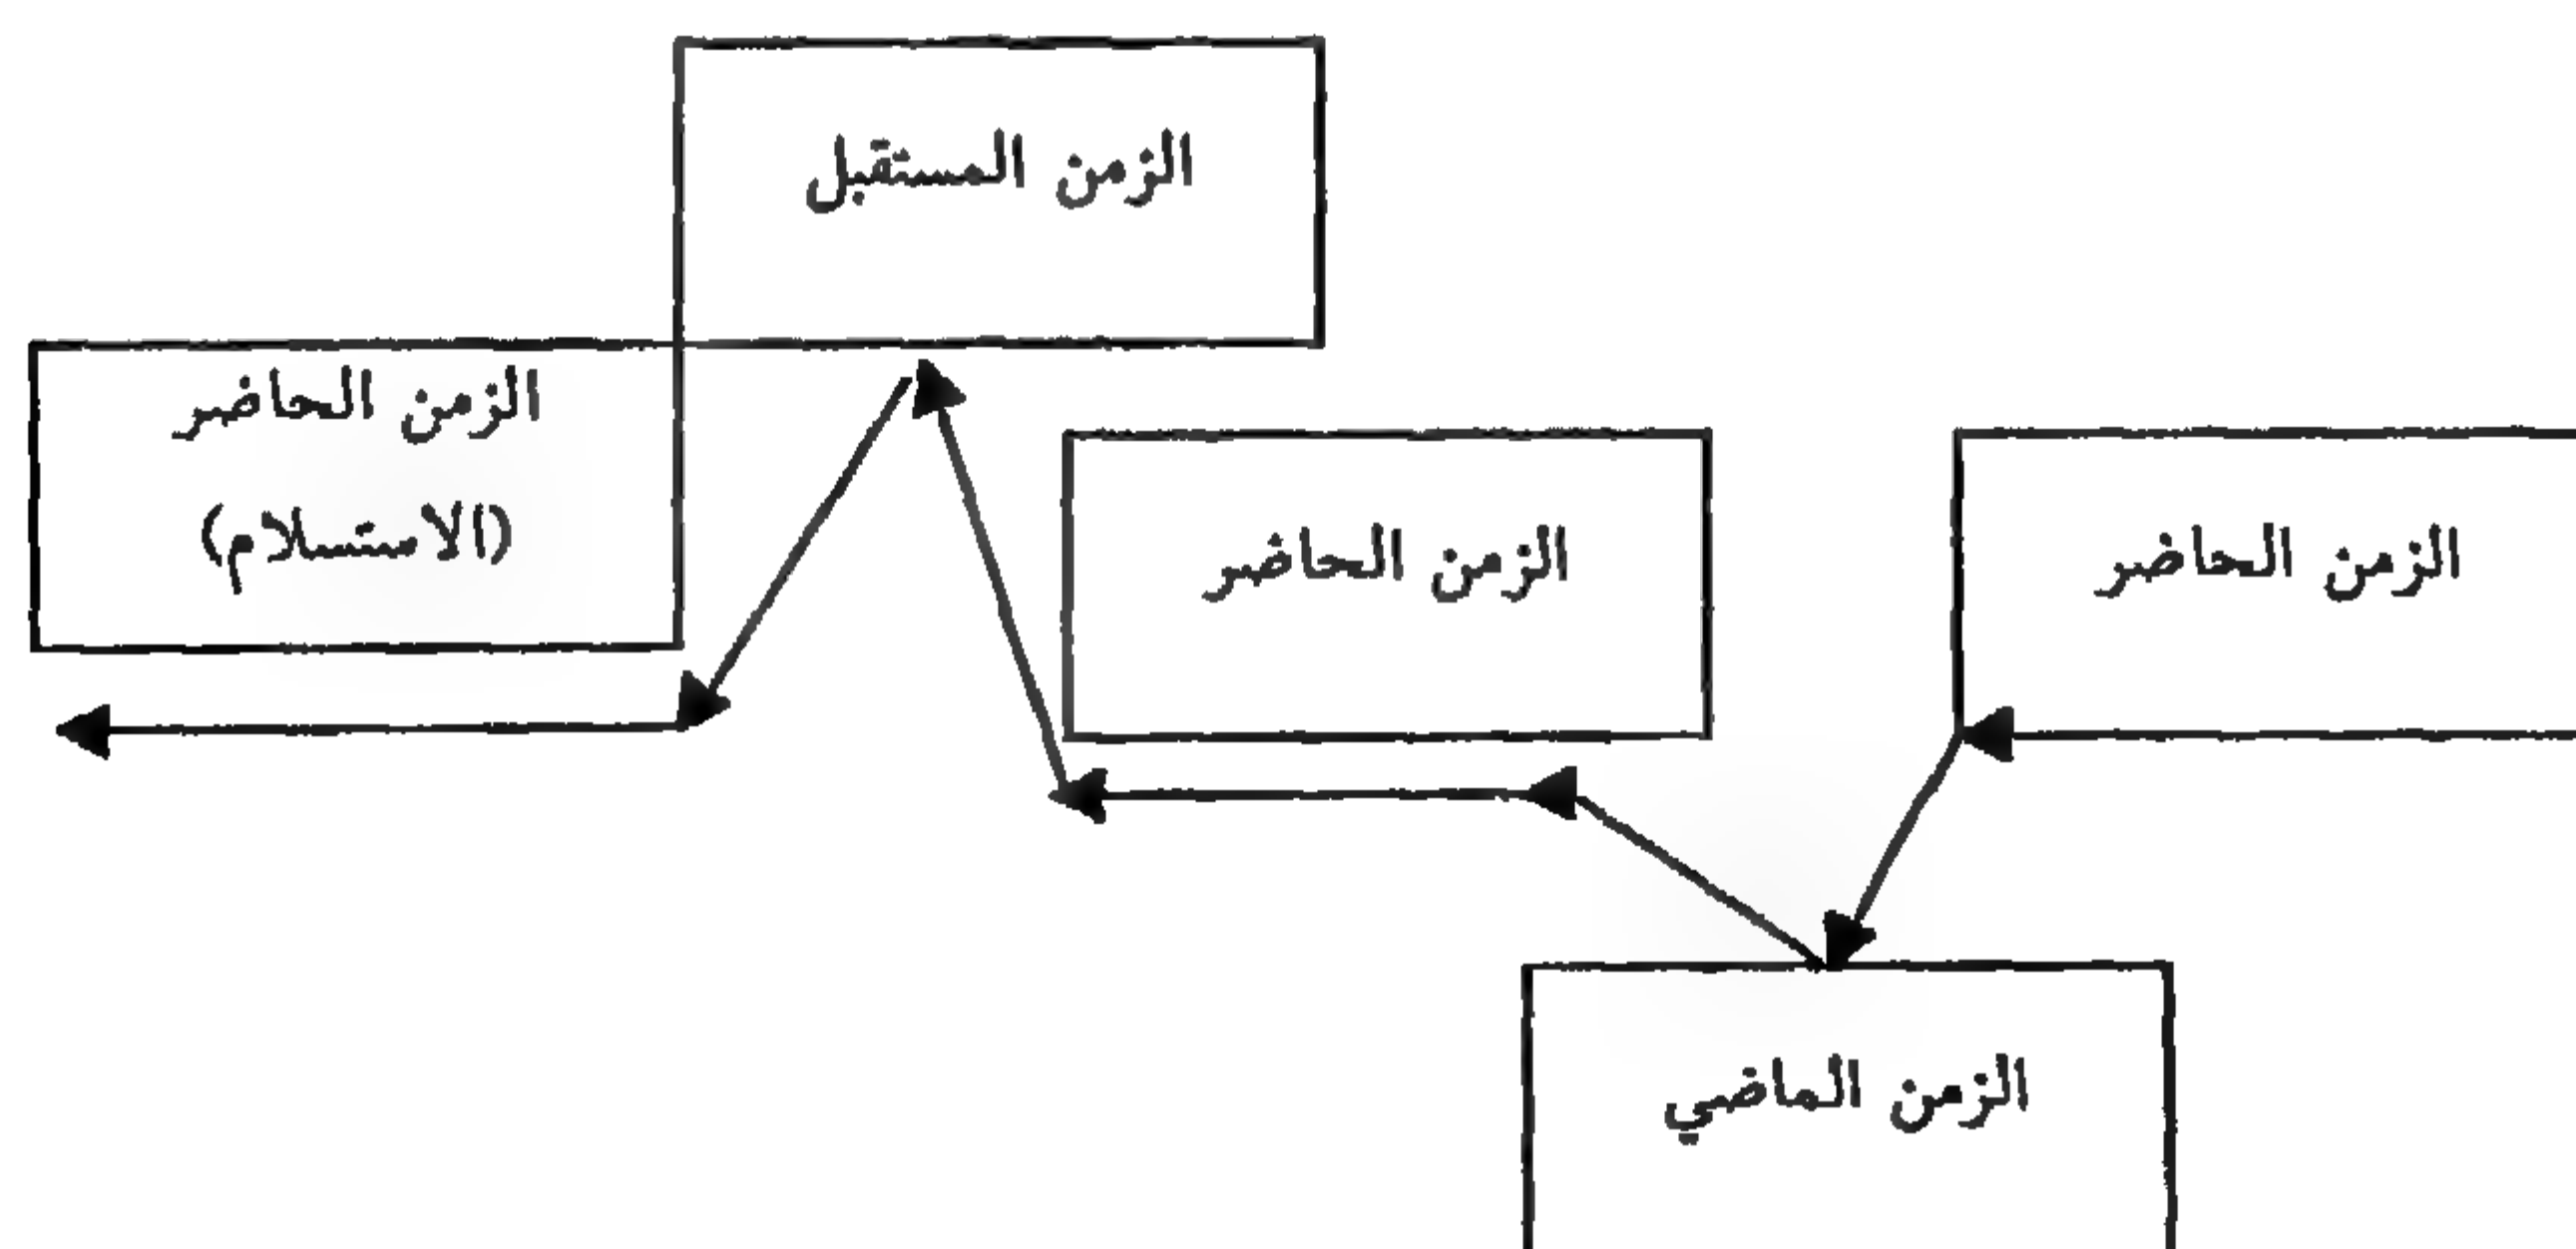 الزمن المستقبل
الزمن الحاضر
(الاستسلام)
الزمن الحاضر
الزمن الحاضر
الزمن الماضي